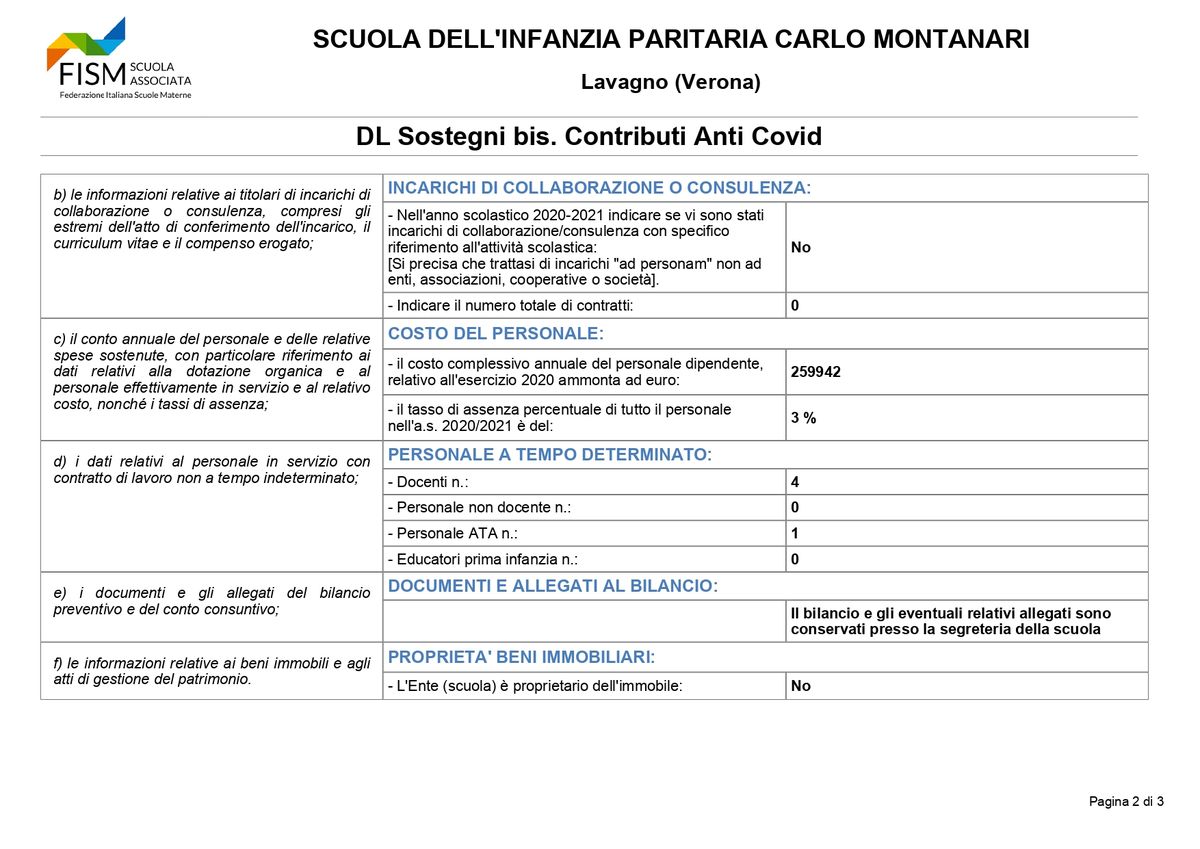 FISM SCUOLA
ASSOCIATA
Federazione Italiana Scuole Materne
SCUOLA DELL'INFANZIA PARITARIA CARLO MONTANARI
Lavagno (Verona)
DL Sostegni bis. Contributi Anti Covid
b) le informazioni relative ai titolari di incarichi di
collaborazione o consulenza, compresi gli
estremi dell'atto di conferimento dell'incarico, il
curriculum vitae e il compenso erogato;
INCARICHI DI COLLABORAZIONE O CONSULENZA:
- Nell'anno scolastico 2020-2021 indicare se vi sono stati
incarichi di collaborazione/consulenza con specifico
riferimento all'attività scolastica:
[Si precisa che trattasi di incarichi "ad personam" non ad
enti, associazioni, cooperative o società].
No
- Indicare il numero totale di contratti:
0
c) il conto annuale del personale e delle relative
spese sostenute, con particolare riferimento ai
dati relativi alla dotazione organica e al
personale effettivamente in servizio e al relativo
costo, nonché i tassi di assenza;
COSTO DEL PERSONALE:
- il costo complessivo annuale del personale dipendente,
relativo all'esercizio 2020 ammonta ad euro:
259942
- il tasso di assenza percentuale di tutto il personale
nell'a.s. 2020/2021 è del:
3 %
d) i dati relativi al personale in servizio con
contratto di lavoro non a tempo indeterminato;
PERSONALE A TEMPO DETERMINATO:
- Docenti n.:
4
- Personale non docente n.:
0
- Personale ATA n.:
1
- Educatori prima infanzia n.:
0
e) i documenti e gli allegati del bilancio
preventivo e del conto consuntivo;
DOCUMENTI E ALLEGATI AL BILANCIO:
Il bilancio e gli eventuali relativi allegati sono
conservati presso la segreteria della scuola
f) le informazioni relative ai beni immobili e agli
atti di gestione del patrimonio.
PROPRIETA' BENI IMMOBILIARI:
- L'Ente (scuola) è proprietario dell'immobile:
No
Pagina 2 di 3